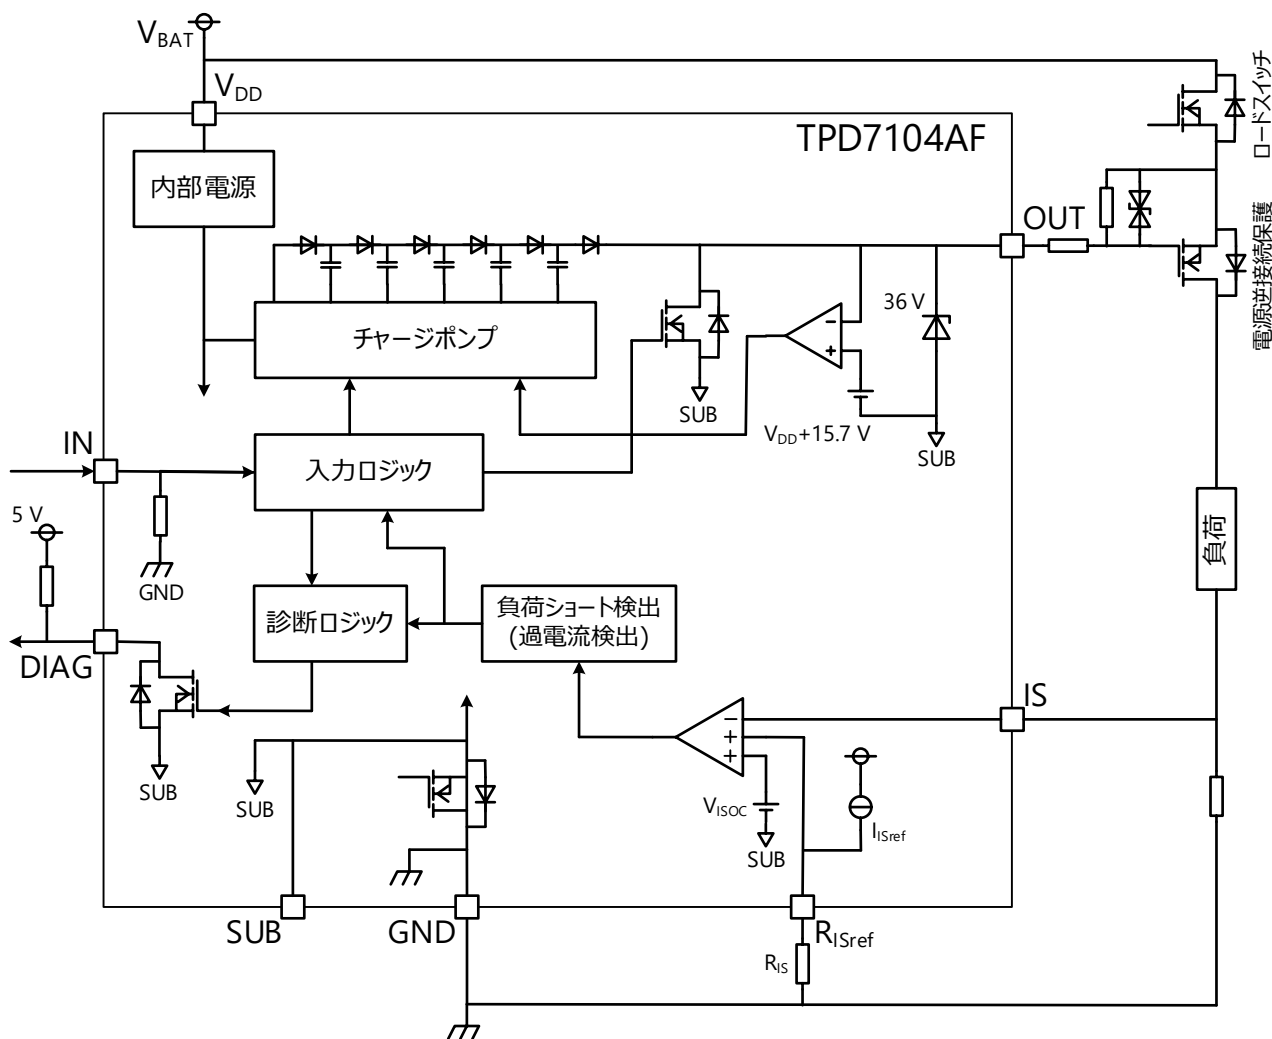 VBAT
VDD
TPD7104AF
ロードスイッチ
内部電源
OUT
電源逆接続保護
36 V
チャージポンプ
SUB
VDD+15.7 V
SUB
IN
入力ロジック
5 V
GND
負荷
診断ロジック
負荷ショート検出
(過電流検出)
DIAG
IS
SUB
SUB
VISOC
IISref
SUB
SUB
GND
RISref
RIS